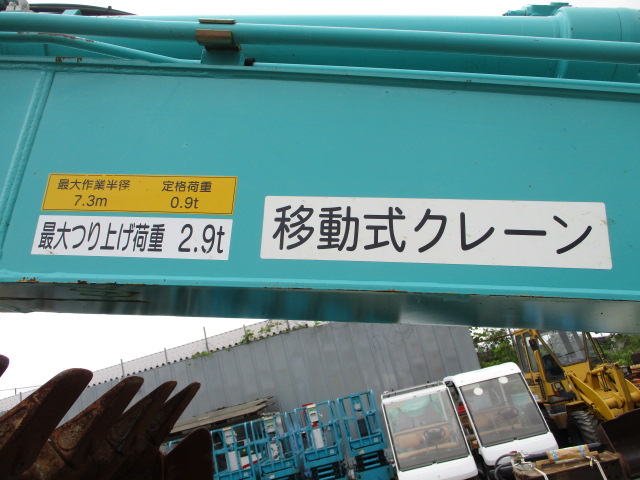 最大作業半径 定格荷重
7.3m 0.9t
最大つり上げ荷重 2.9t
移動式クレーン